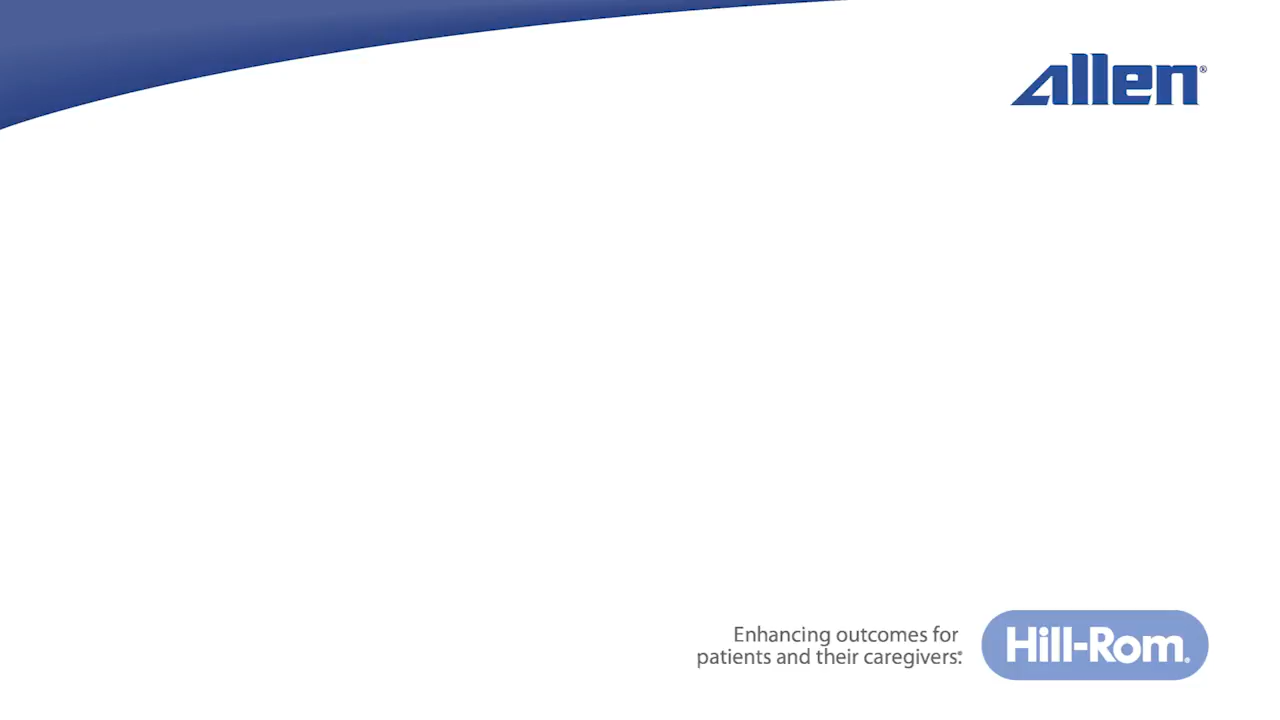 Allen®
Enhancing outcomes for
patients and their caregivers:®
Hill-Rom®